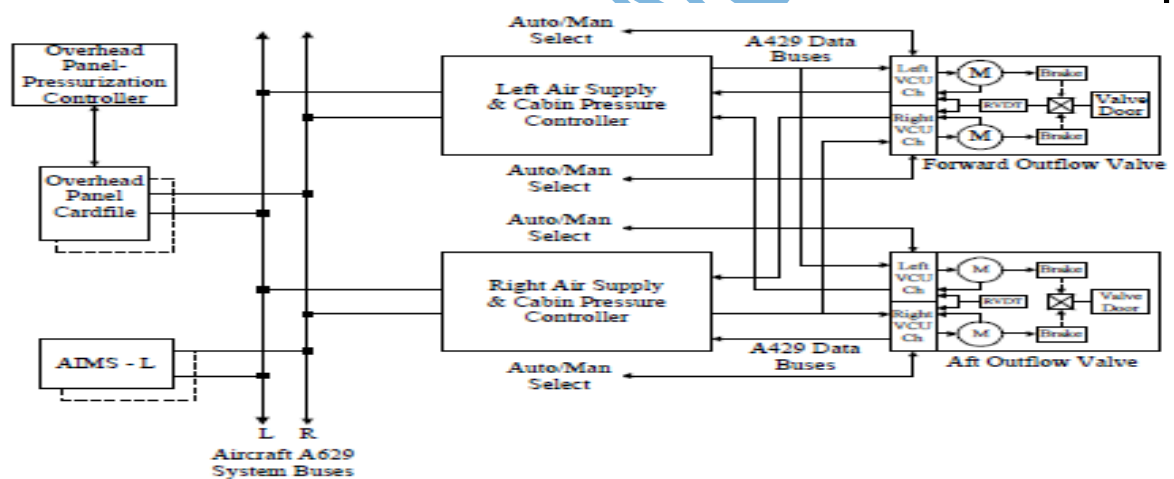 Overhead
Panel-
Pressurization
Controller
Overhead
Panel
Cardfile
AIMS - L
L R
Aircraft A629
System Buses
Auto/Man
Select
A429 Data
Buses
Left Air Supply
& Cabin Pressure
Controller
Auto/Man
Select
Left
VCU
Ch
Right
VCU
Ch
M
Brake
RVDT
Valve
Door
M
Brake
Forward Outflow Valve
Auto/Man
Select
Right Air Supply
& Cabin Pressure
Controller
A429 Data
Buses
Auto/Man
Select
Left
VCU
Ch
Right
VCU
Ch
M
Brake
RVDT
Valve
Door
M
Brake
Aft Outflow Valve